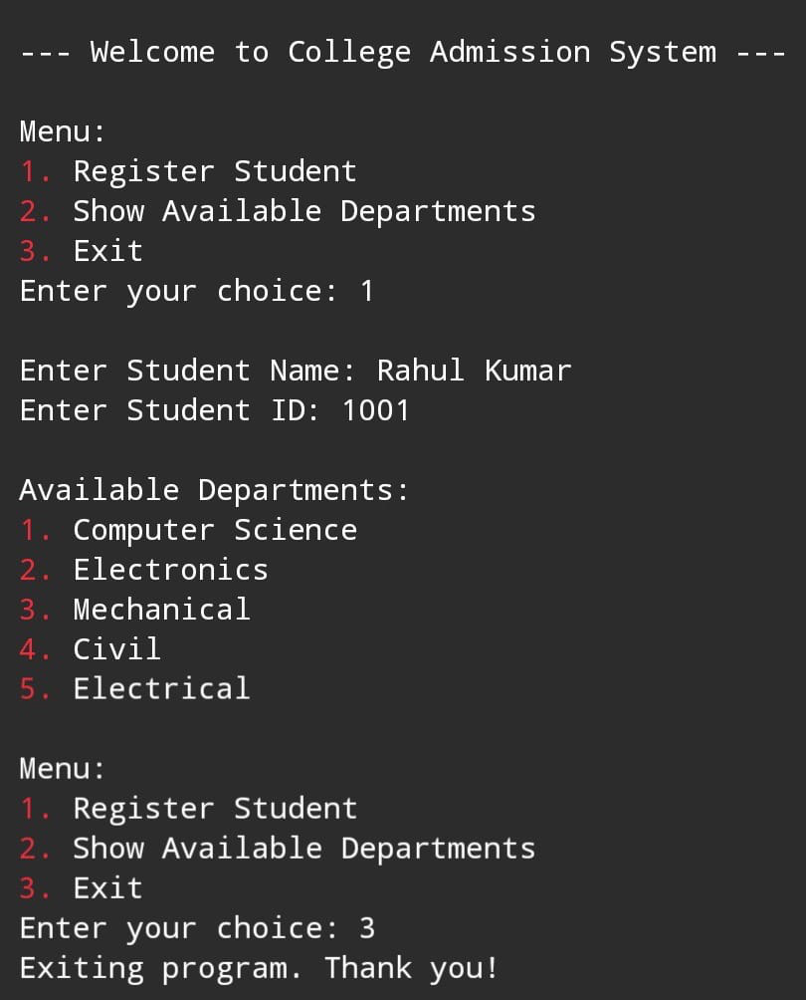 --- Welcome to College Admission System ---
Menu:
1. Register Student
2. Show Available Departments
3. Exit
Enter your choice: 1
Enter Student Name: Rahul Kumar
Enter Student ID: 1001
Available Departments:
1. Computer Science
2. Electronics
3. Mechanical
4. Civil
5. Electrical
Menu:
1. Register Student
2. Show Available Departments
3. Exit
Enter your choice: 3
Exiting program. Thank you!